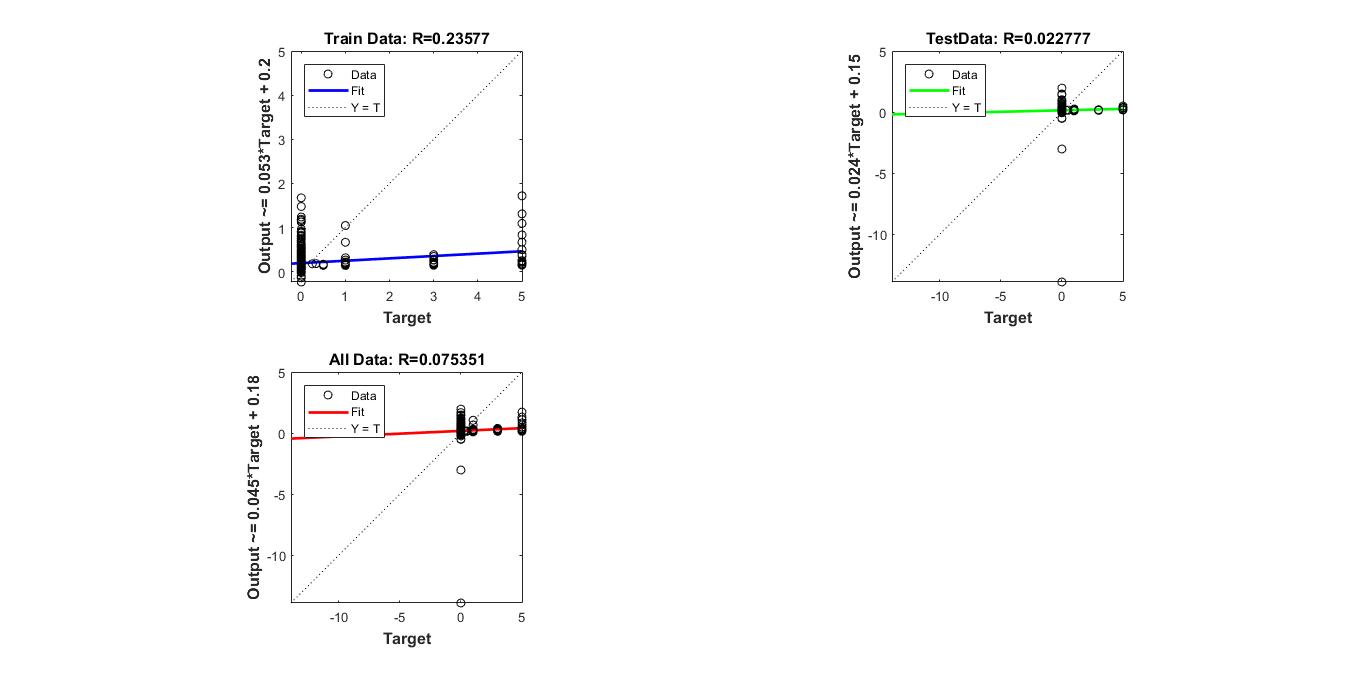 Train Data: R=0.23577
Output ~= 0.053*Target + 0.2
5
4
3
2
1
0
Data
Fit
Y = T
0
1
2
3
4
5
Target
TestData: R=0.022777
Output ~= 0.024*Target + 0.15
5
0
-5
-10
Data
Fit
Y = T
-10
-5
0
5
Target
All Data: R=0.075351
Output ~= 0.045*Target + 0.18
5
0
-5
-10
Data
Fit
Y = T
-10
-5
0
5
Target